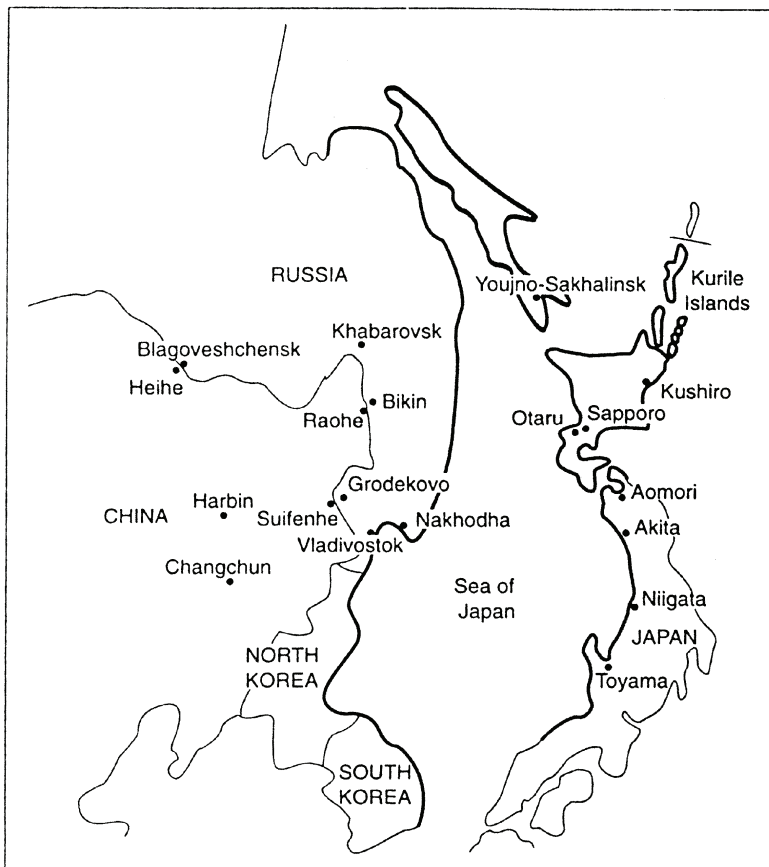 RUSSIA
Youjno-Sakhalinsk
Kurile
Islands
Khabarovsk
Blagoveshchensk
Heihe
Bikin
Raohe
Kushiro
Otaru
Sapporo
Grodekovo
Harbin
Suifenhe
CHINA
Nakhodha
Vladivostok
Aomori
Akita
Changchun
Sea of
Japan
Niigata
JAPAN
NORTH
KOREA
Toyama
SOUTH
KOREA